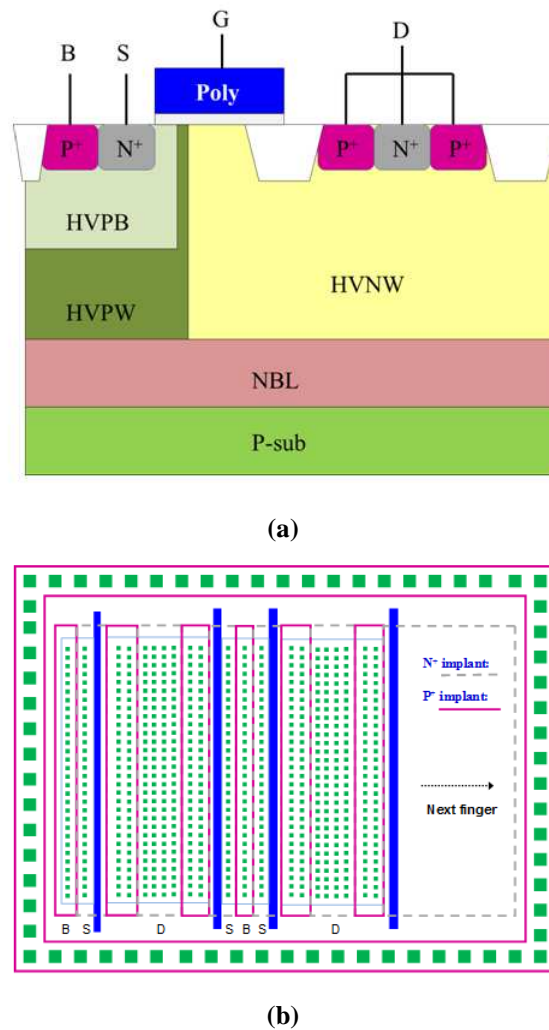 G
D
B S
Poly
P+ N+ P+ N+ P+
HVPB
HVPW HVNW
NBL
P-sub
(a)
N+ implant:
P+ implant:
Next finger
B S D S B S D
(b)